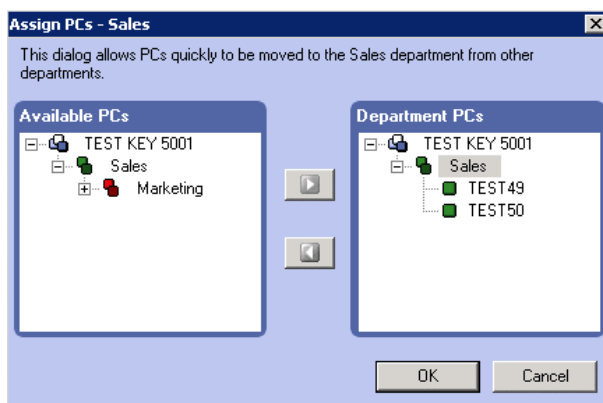 Assign PCs - Sales
This dialog allows PCs quickly to be moved to the Sales department from other
departments.
Available PCs
TEST KEY 5001
Sales
Marketing
Department PCs
TEST KEY 5001
Sales
TEST49
TEST50
OK
Cancel